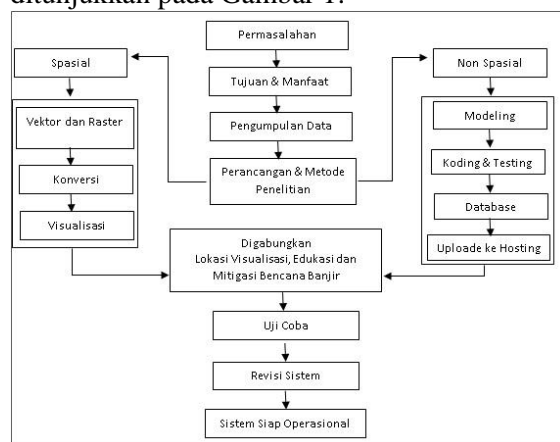 ditunjukkan pada Gambar 1.
Permasalahan
Tujuan & Manfaat
Pengumpulan Data
Perancangan & Metode
Penelitian
Spasial
Vektor dan Raster
Konversi
Visualisasi
Non Spasial
Modeling
Koding & Testing
Database
Uploade ke Hosting
Digabungkan
Lokasi Visualisasi, Edukasi dan
Mitigasi Bencana Banjir
Uji Coba
Revisi Sistem
Sistem Siap Operasional